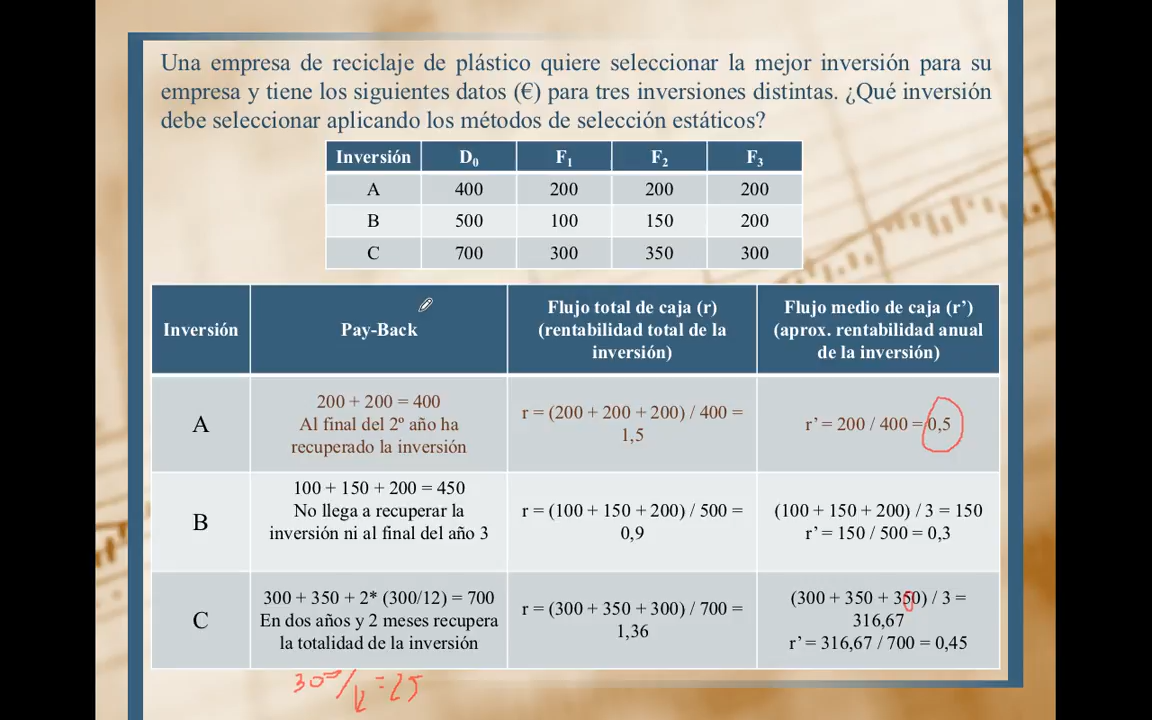 Una empresa de reciclaje de plástico quiere seleccionar la mejor inversión para su
empresa y tiene los siguientes datos (€) para tres inversiones distintas. ¿Qué inversión
debe seleccionar aplicando los métodos de selección estáticos?
Inversión D₀ F₁ F₂ F₃
A 400 200 200 200
B 500 100 150 200
C 700 300 350 300
Inversión
Pay-Back
Flujo total de caja (r)
(rentabilidad total de la
inversión)
Flujo medio de caja (r’)
(aprox. rentabilidad anual
de la inversión)
A
200 + 200 = 400
Al final del 2º año ha
recuperado la inversión
r = (200 + 200 + 200) / 400 =
1,5
r’ = 200 / 400 = 0,5
B
100 + 150 + 200 = 450
No llega a recuperar la
inversión ni al final del año 3
r = (100 + 150 + 200) / 500 =
0,9
(100 + 150 + 200) / 3 = 150
r’ = 150 / 500 = 0,3
C
300 + 350 + 2* (300/12) = 700
En dos años y 2 meses recupera
la totalidad de la inversión
r = (300 + 350 + 300) / 700 =
1,36
(300 + 350 + 350) / 3 =
316,67
r’ = 316,67 / 700 = 0,45
300/12 = 25